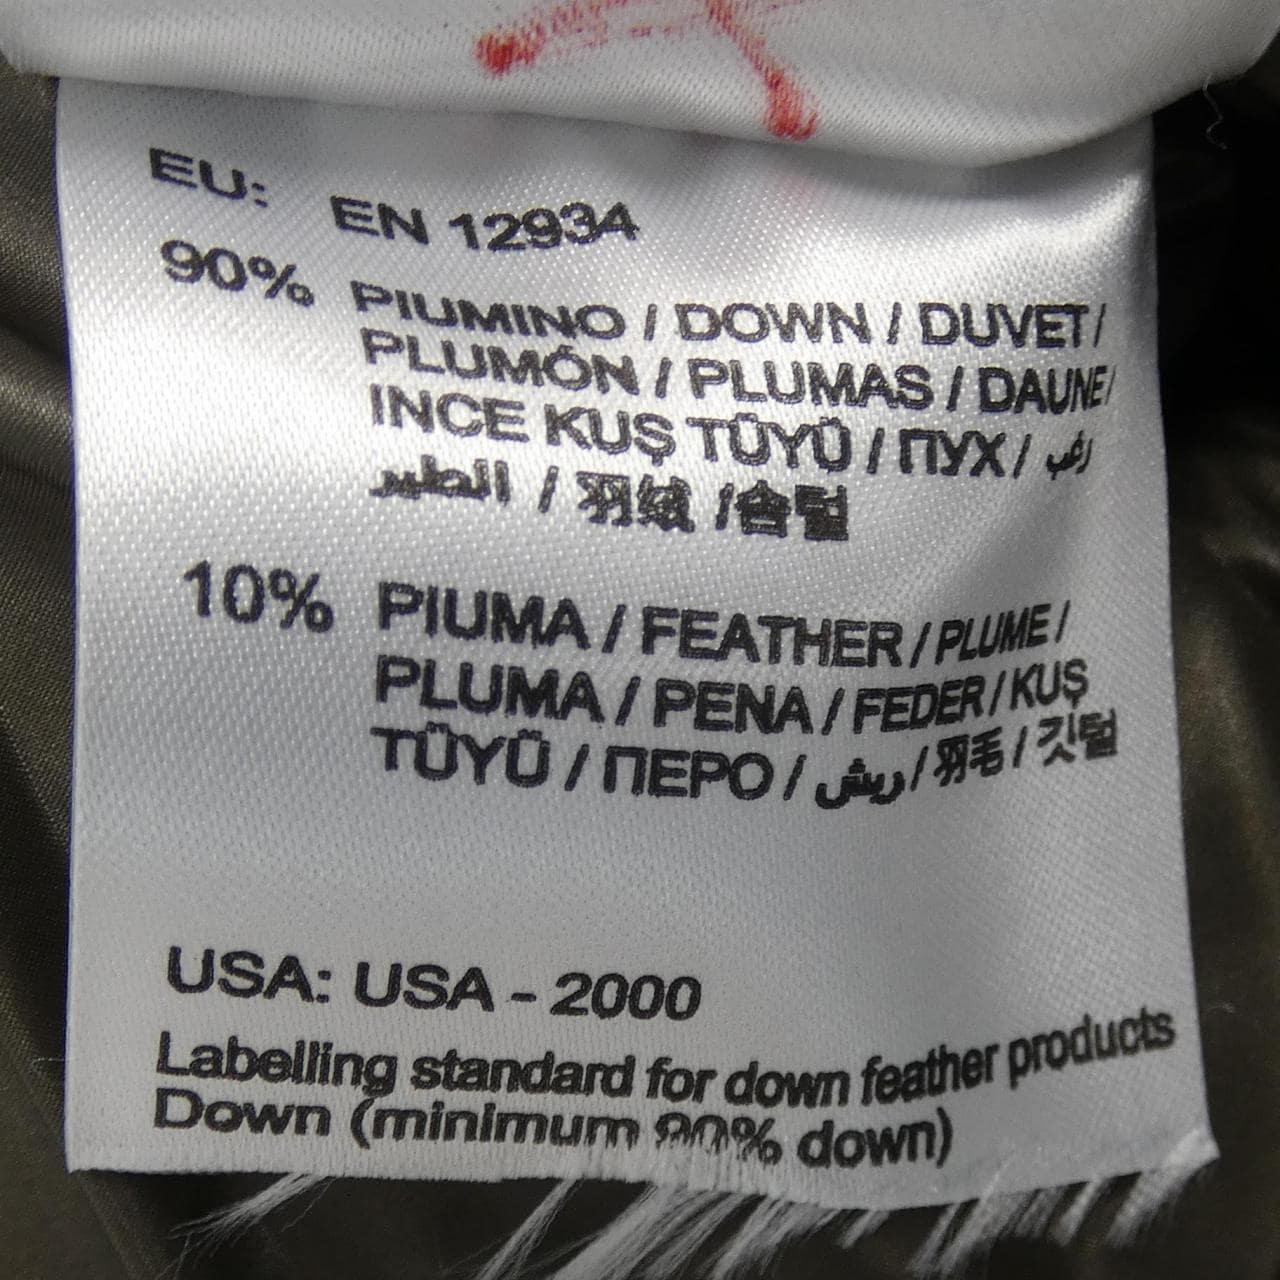 EU: EN 12934
90% PIUMINO / DOWN / DUVET /
PLUMÓN / PLUMAS / DAUNE/
INCE KUŞ TÜYÜ / ПУХ / زغب
الطير / 羽绒 / 솜털
10% PIUMA / FEATHER / PLUME /
PLUMA / PENA / FEDER / KUŞ
TÜYÜ / ПЕРО / ريش / 羽毛 / 깃털
USA: USA - 2000
Labelling standard for down feather products
Down (minimum 90% down)